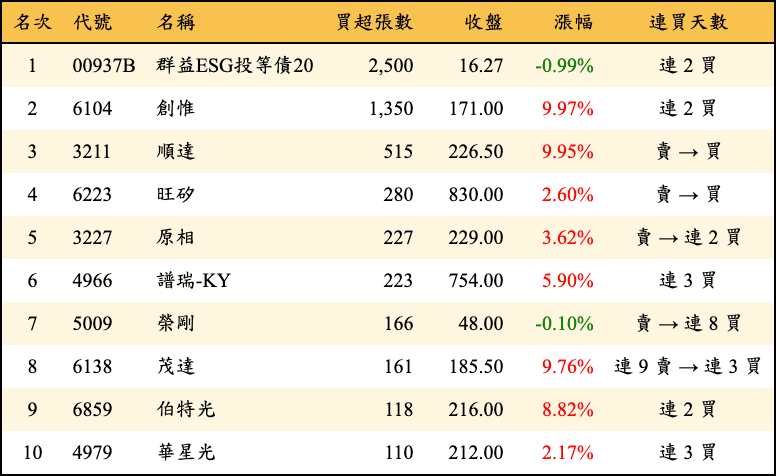 名次 代號 名稱 買超張數 收盤 漲幅 連買天數
1 00937B 群益ESG投等債20 2,500 16.27 -0.99% 連 2 買
2 6104 創惟 1,350 171.00 9.97% 連 2 買
3 3211 順達 515 226.50 9.95% 賣 → 買
4 6223 旺矽 280 830.00 2.60% 賣 → 買
5 3227 原相 227 229.00 3.62% 賣 → 連 2 買
6 4966 譜瑞-KY 223 754.00 5.90% 連 3 買
7 5009 榮剛 166 48.00 -0.10% 賣 → 連 8 買
8 6138 茂達 161 185.50 9.76% 連 9 賣 → 連 3 買
9 6859 伯特光 118 216.00 8.82% 連 2 買
10 4979 華星光 110 212.00 2.17% 連 3 買